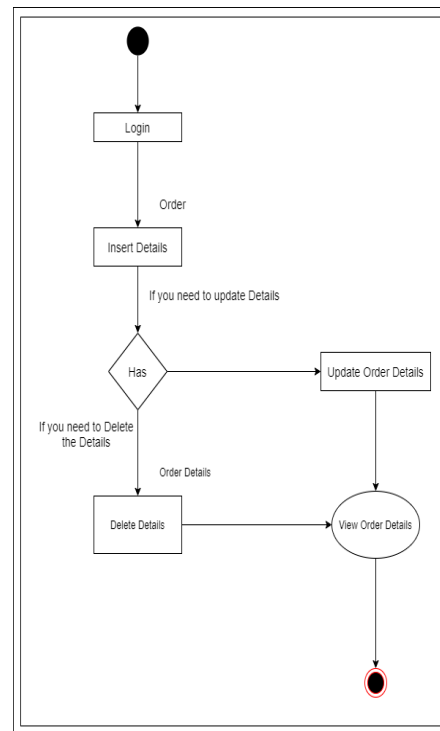 Login
Order
Insert Details
If you need to update Details
Has
Update Order Details
If you need to Delete
the Details
Order Details
Delete Details
View Order Details